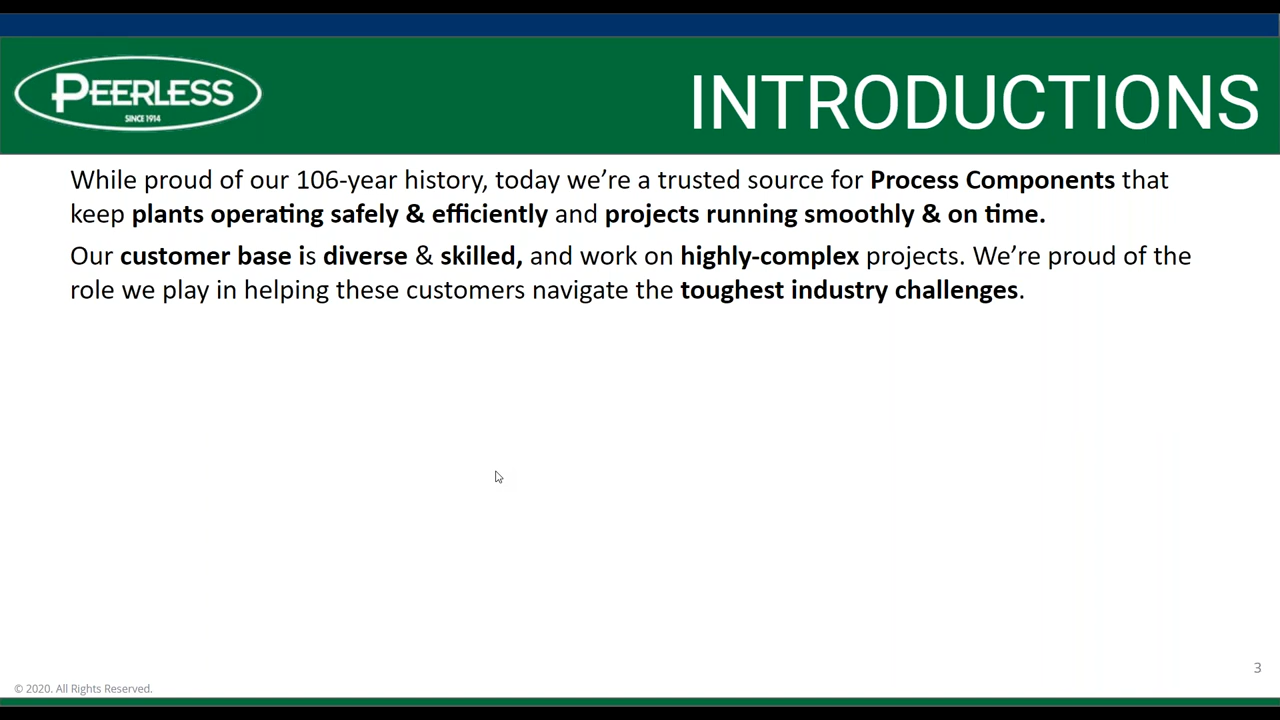 PEERLESS
SINCE 1914
INTRODUCTIONS
While proud of our 106-year history, today we’re a trusted source for Process Components that
keep plants operating safely & efficiently and projects running smoothly & on time.
Our customer base is diverse & skilled, and work on highly-complex projects. We’re proud of the
role we play in helping these customers navigate the toughest industry challenges.
3
© 2020. All Rights Reserved.